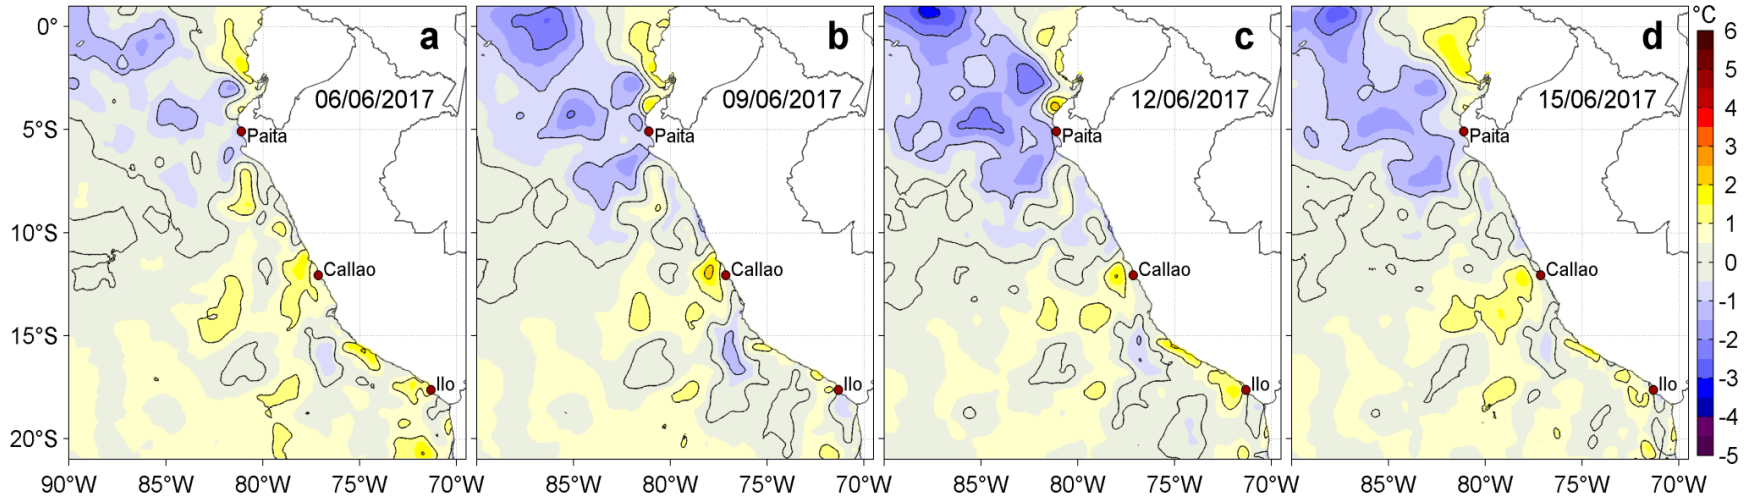 a b c d °C
0° 6
06/06/2017 09/06/2017 12/06/2017 15/06/2017 5
4
5°S Paita Paita Paita Paita 3
2
10°S 1
Callao Callao Callao Callao 0
-1
15°S -2
Ilo Ilo Ilo Ilo -3
-4
20°S -5
90°W 85°W 80°W 75°W 70°W 85°W 80°W 75°W 70°W 85°W 80°W 75°W 70°W 85°W 80°W 75°W 70°W